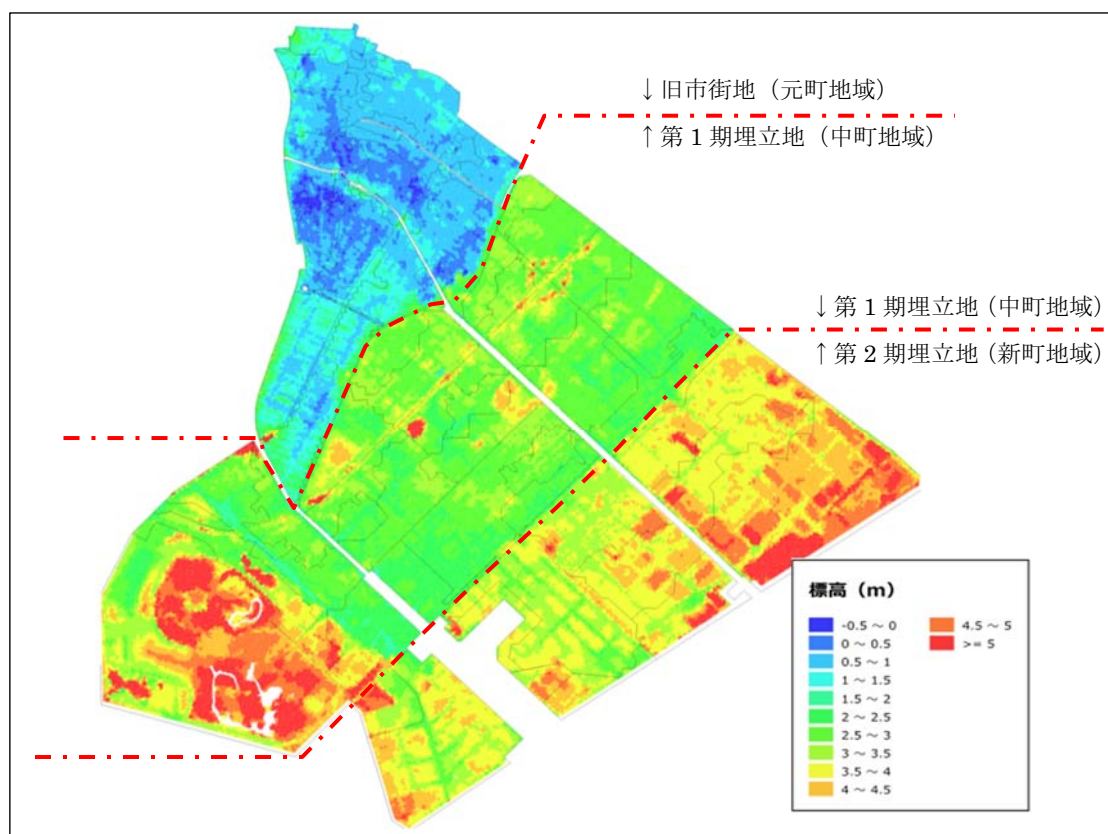 ↓旧市街地（元町地域）
↑第1期埋立地（中町地域）
↓第1期埋立地（中町地域）
↑第2期埋立地（新町地域）
標高（m）
-0.5 ～ 0
0 ～ 0.5
0.5 ～ 1
1 ～ 1.5
1.5 ～ 2
2 ～ 2.5
2.5 ～ 3
3 ～ 3.5
3.5 ～ 4
4 ～ 4.5
4.5 ～ 5
>= 5